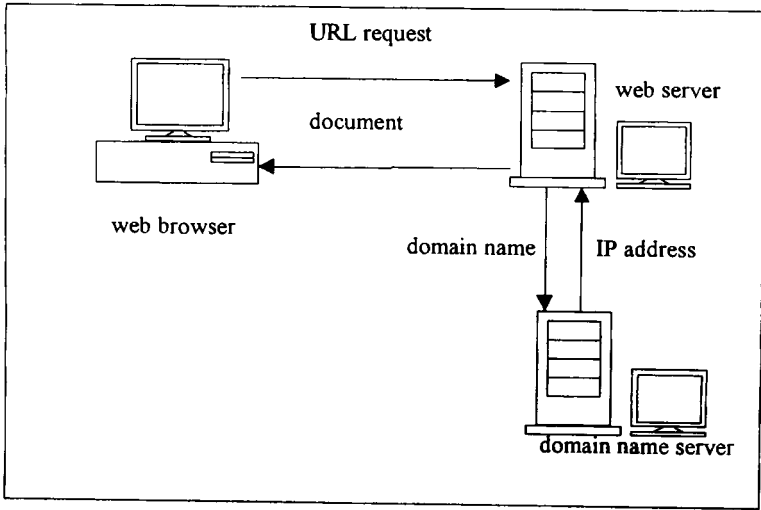 URL request
web server
document
web browser
domain name
IP address
domain name server